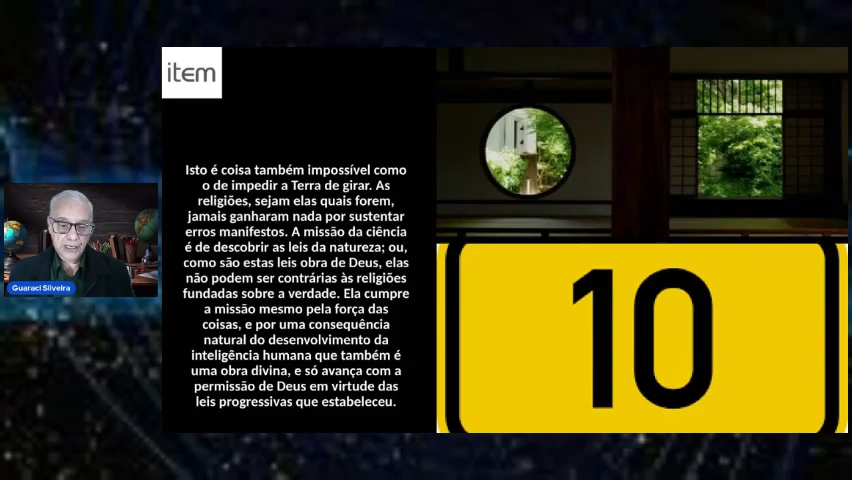 item
Isto é coisa também impossível como
o de impedir a Terra de girar. As
religiões, sejam elas quais forem,
jamais ganharam nada por sustentar
erros manifestos. A missão da ciência
é de descobrir as leis da natureza; ou,
como são estas leis obra de Deus, elas
não podem ser contrárias às religiões
fundadas sobre a verdade. Ela cumpre
a missão mesmo pela força das
coisas, e por uma consequência
natural do desenvolvimento da
inteligência humana que também é
uma obra divina, e só avança com a
permissão de Deus em virtude das
leis progressivas que estabeleceu.
10
Guaraci Silveira